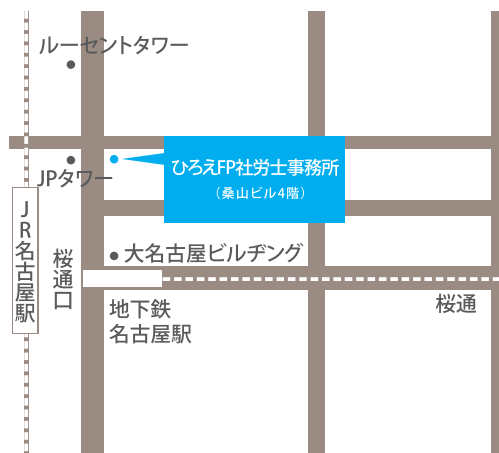 ルーセントタワー
ひろえFP社労士事務所
（桑山ビル4階）
JPタワー
JR名古屋駅
桜通口
大名古屋ビルヂング
地下鉄
名古屋駅
桜通